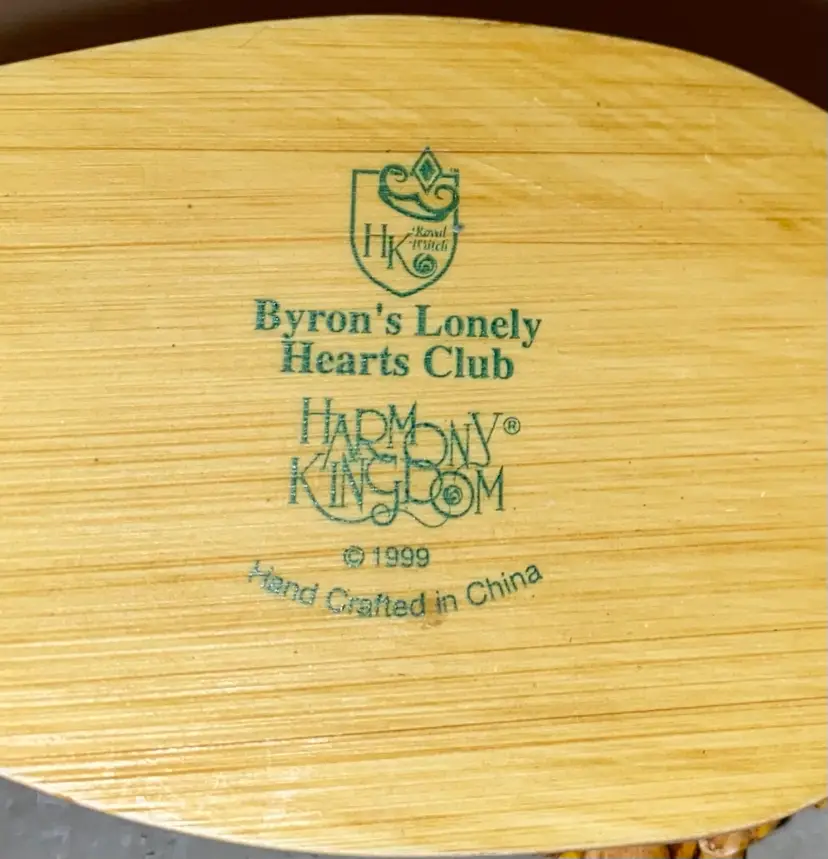 HK Royal
Watch
Byron's Lonely
Hearts Club
HARMONY®
KINGDOM
© 1999
Hand Crafted in China